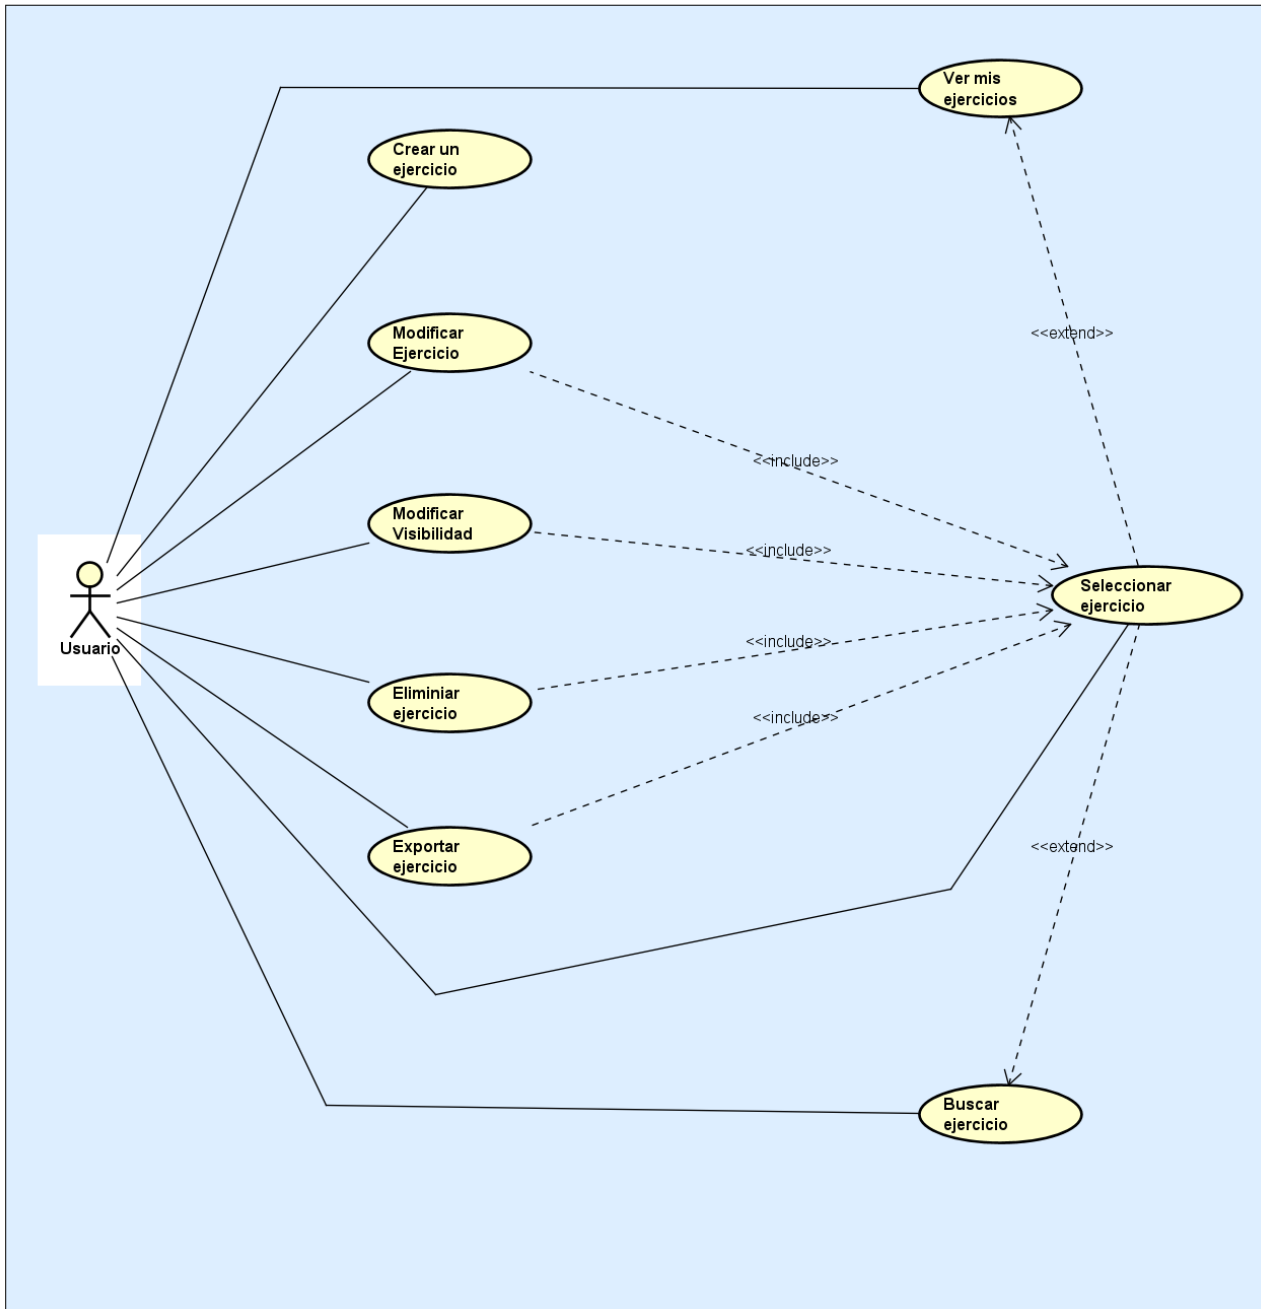 Ver mis
ejercicios
Crear un
ejercicio
Modificar
Ejercicio
<<extend>>
<<include>>
Modificar
Visibilidad
<<include>>
Seleccionar
ejercicio
Usuario
<<include>>
Eliminiar
ejercicio
<<include>>
Exportar
ejercicio
<<extend>>
Buscar
ejercicio